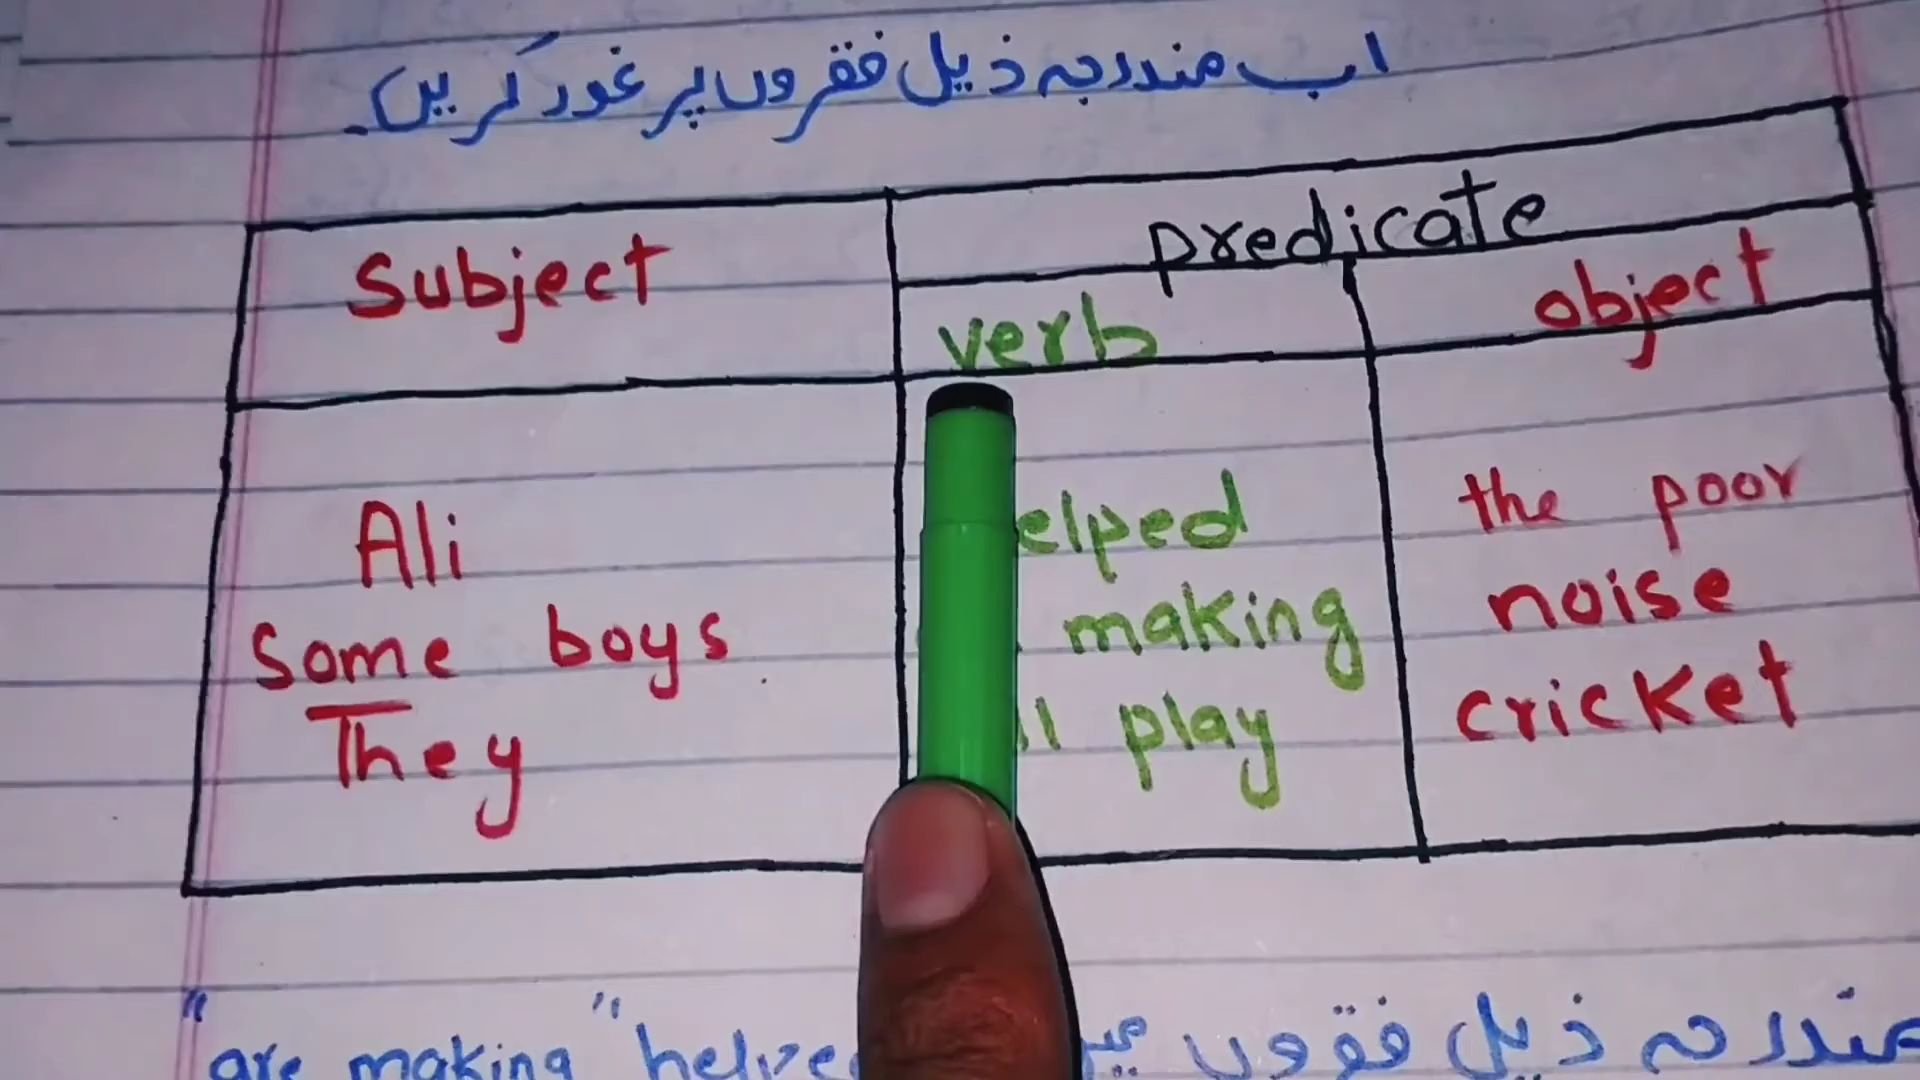 اب مندرجہ ذیل فقروں پر غور کریں۔
Subject predicate
verb object
Ali elped the poor
Some boys making noise
They ll play cricket
مندرجہ ذیل فقروں میں "are making" "